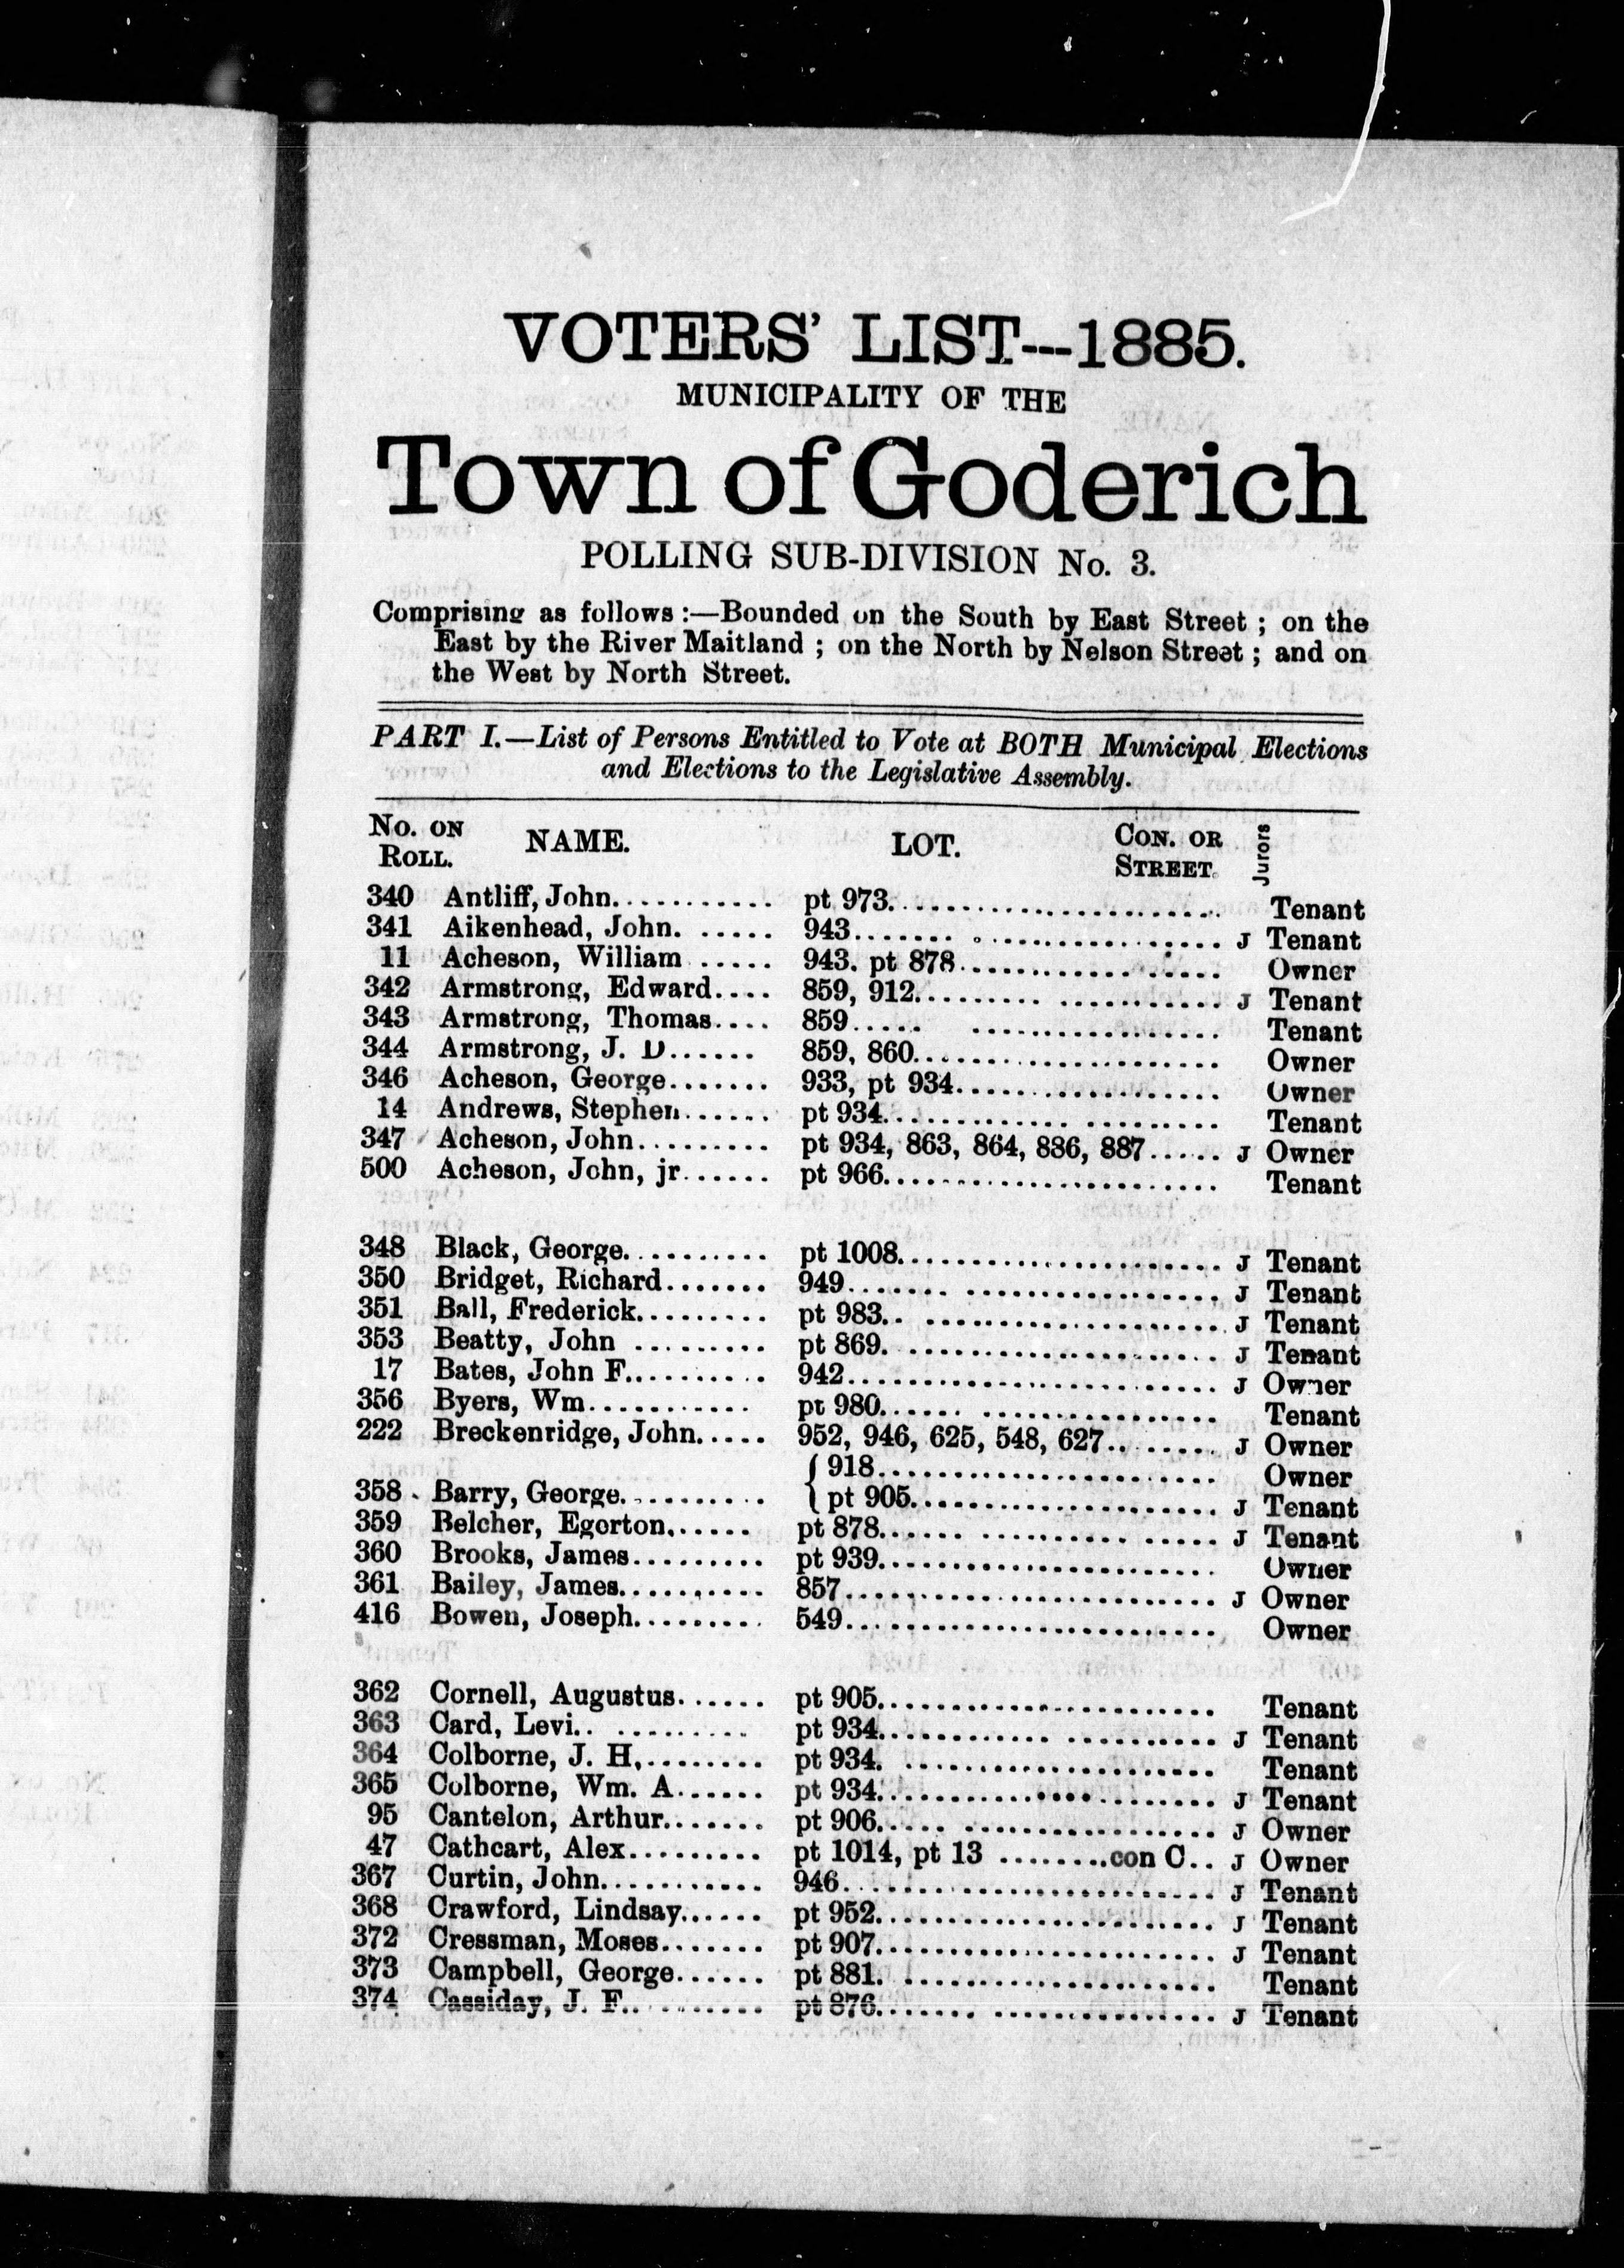 VOTERS' LIST---1885.
MUNICIPALITY OF THE
Town of Goderich
POLLING SUB-DIVISION No. 3.
Comprising as follows :—Bounded on the South by East Street ; on the
East by the River Maitland ; on the North by Nelson Street ; and on
the West by North Street.
PART I.—List of Persons Entitled to Vote at BOTH Municipal Elections
and Elections to the Legislative Assembly.
No. ON ROLL. NAME. LOT. CON. OR STREET. Jurors
340 Antliff, John............ pt 973........................ Tenant
341 Aikenhead, John. ..... 943........................ J Tenant
11 Acheson, William ..... 943. pt 878.................. Owner
342 Armstrong, Edward.... 859, 912......... ........... J Tenant
343 Armstrong, Thomas.... 859..... ................. Tenant
344 Armstrong, J. D...... 859, 860..................... Owner
346 Acheson, George....... 933, pt 934.................. Owner
14 Andrews, Stephen...... pt 934............. ......... Tenant
347 Acheson, John......... pt 934, 863, 864, 886, 887..... J Owner
500 Acheson, John, jr...... pt 966....................... Tenant
348 Black, George.......... pt 1008...................... J Tenant
350 Bridget, Richard....... 949....... ................. J Tenant
351 Ball, Frederick......... pt 983.. .................... J Tenant
353 Beatty, John ......... pt 869. ..................... J Tenant
17 Bates, John F.......... 942......................... J Owner
356 Byers, Wm........... pt 980...... ................ Tenant
222 Breckenridge, John..... 952, 946, 625, 548, 627.. ...... J Owner
{ 918....................... Owner
358 Barry, George.......... { pt 905..................... J Tenant
359 Belcher, Egerton...... pt 878...... ......... ..... J Tenant
360 Brooks, James......... pt 939....................... Owner
361 Bailey, James.......... 857......................... J Owner
416 Bowen, Joseph......... 549......................... Owner
362 Cornell, Augustus...... pt 905....................... Tenant
363 Card, Levi.. ......... pt 934............ .......... J Tenant
364 Colborne, J. H......... pt 934. ..................... Tenant
365 Colborne, Wm. A...... pt 934....................... J Tenant
95 Cantelon, Arthur....... pt 906..... ................. J Owner
47 Cathcart, Alex......... pt 1014, pt 13 ........con C.. J Owner
367 Curtin, John........... 946......................... J Tenant
368 Crawford, Lindsay...... pt 952....................... J Tenant
372 Cressman, Moses....... pt 907....................... J Tenant
373 Campbell, George...... pt 881. ..................... Tenant
374 Cassiday, J. F......... pt 876....... ............... J Tenant